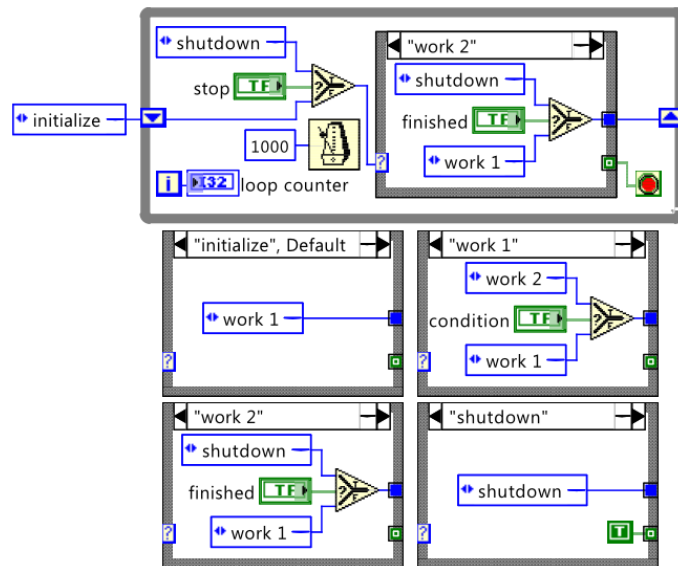 shutdown
"work 2"
stop TF
shutdown
initialize
finished TF
1000
work 1
i I32 loop counter
"initialize", Default
"work 1"
work 2
work 1
condition TF
work 1
"work 2"
"shutdown"
shutdown
finished TF
shutdown
work 1
T